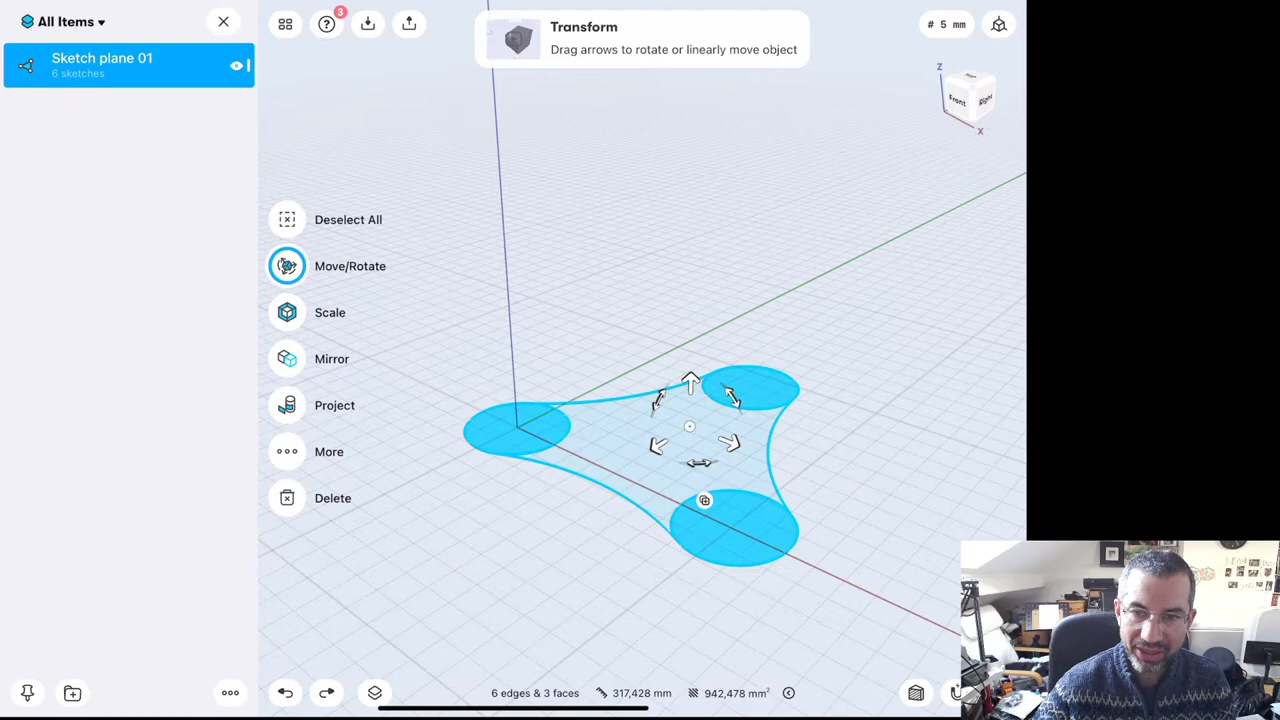 All Items
3
Transform
Drag arrows to rotate or linearly move object
# 5 mm
Sketch plane 01
6 sketches
Z
Front
Right
X
Deselect All
Move/Rotate
Scale
Mirror
Project
More
Delete
6 edges & 3 faces
317,428 mm
942,478 mm²